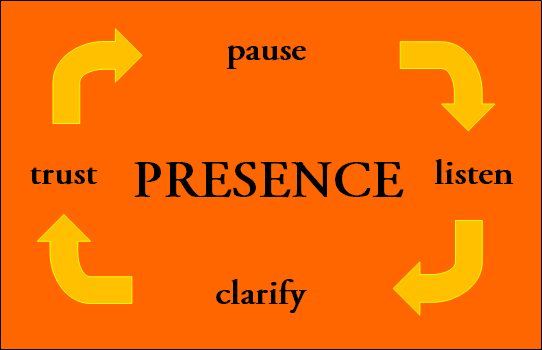 pause
trust PRESENCE listen
clarify